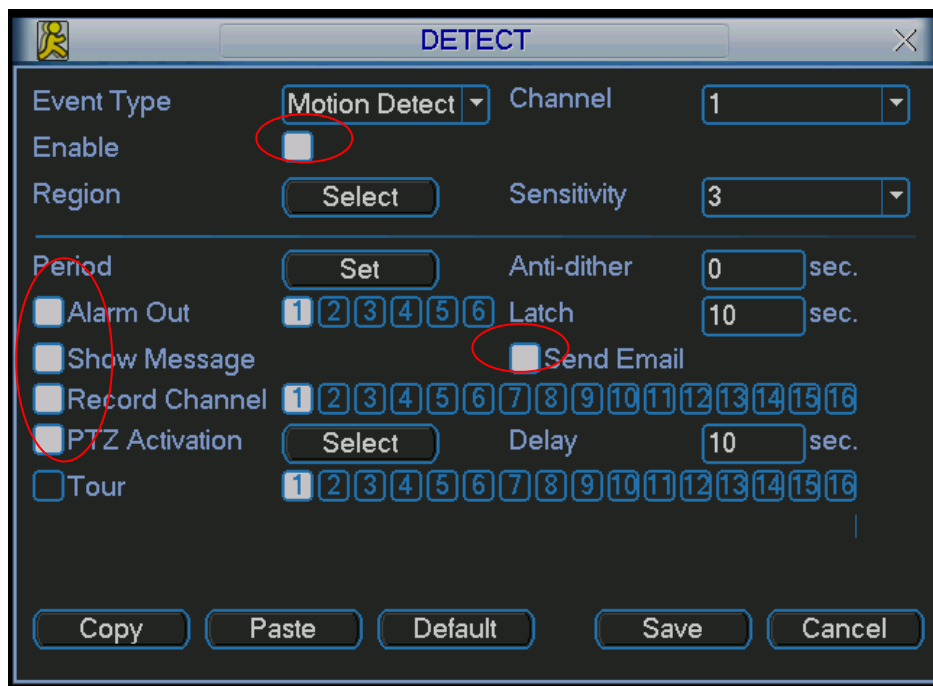 DETECT
Event Type Motion Detect Channel 1
Enable
Region Select Sensitivity 3
Period Set Anti-dither 0 sec.
Alarm Out 1 2 3 4 5 6 Latch 10 sec.
Show Message Send Email
Record Channel 1 2 3 4 5 6 7 8 9 10 11 12 13 14 15 16
PTZ Activation Select Delay 10 sec.
Tour 1 2 3 4 5 6 7 8 9 10 11 12 13 14 15 16
Copy Paste Default Save Cancel